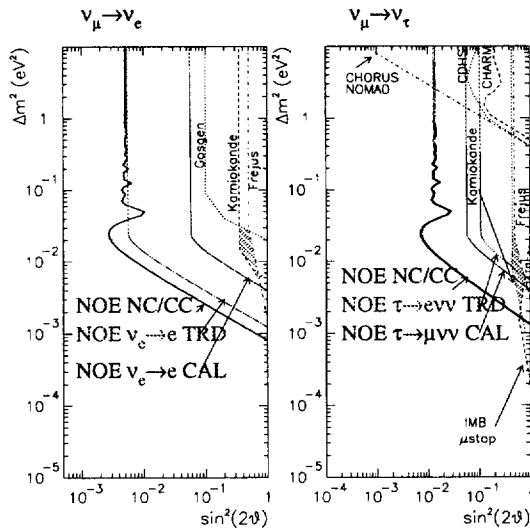 ν_μ→ν_e
Δm² (eV²)
1
10⁻¹
10⁻²
10⁻³
10⁻⁴
10⁻⁵
Gosgen
Kamiokande
Frejus
NOE NC/CC
NOE ν_e→e TRD
NOE ν_e→e CAL
10⁻³ 10⁻² 10⁻¹ 1
sin²(2ϑ)
ν_μ→ν_τ
Δm² (eV²)
1
10⁻¹
10⁻²
10⁻³
10⁻⁴
10⁻⁵
CHORUS
NOMAD
CDHS
CHARM
Kamiokande
Frejus
NOE NC/CC
NOE τ→eνν TRD
NOE τ→μνν CAL
IMB
μstop
10⁻⁴ 10⁻³ 10⁻² 10⁻¹ 1
sin²(2ϑ)